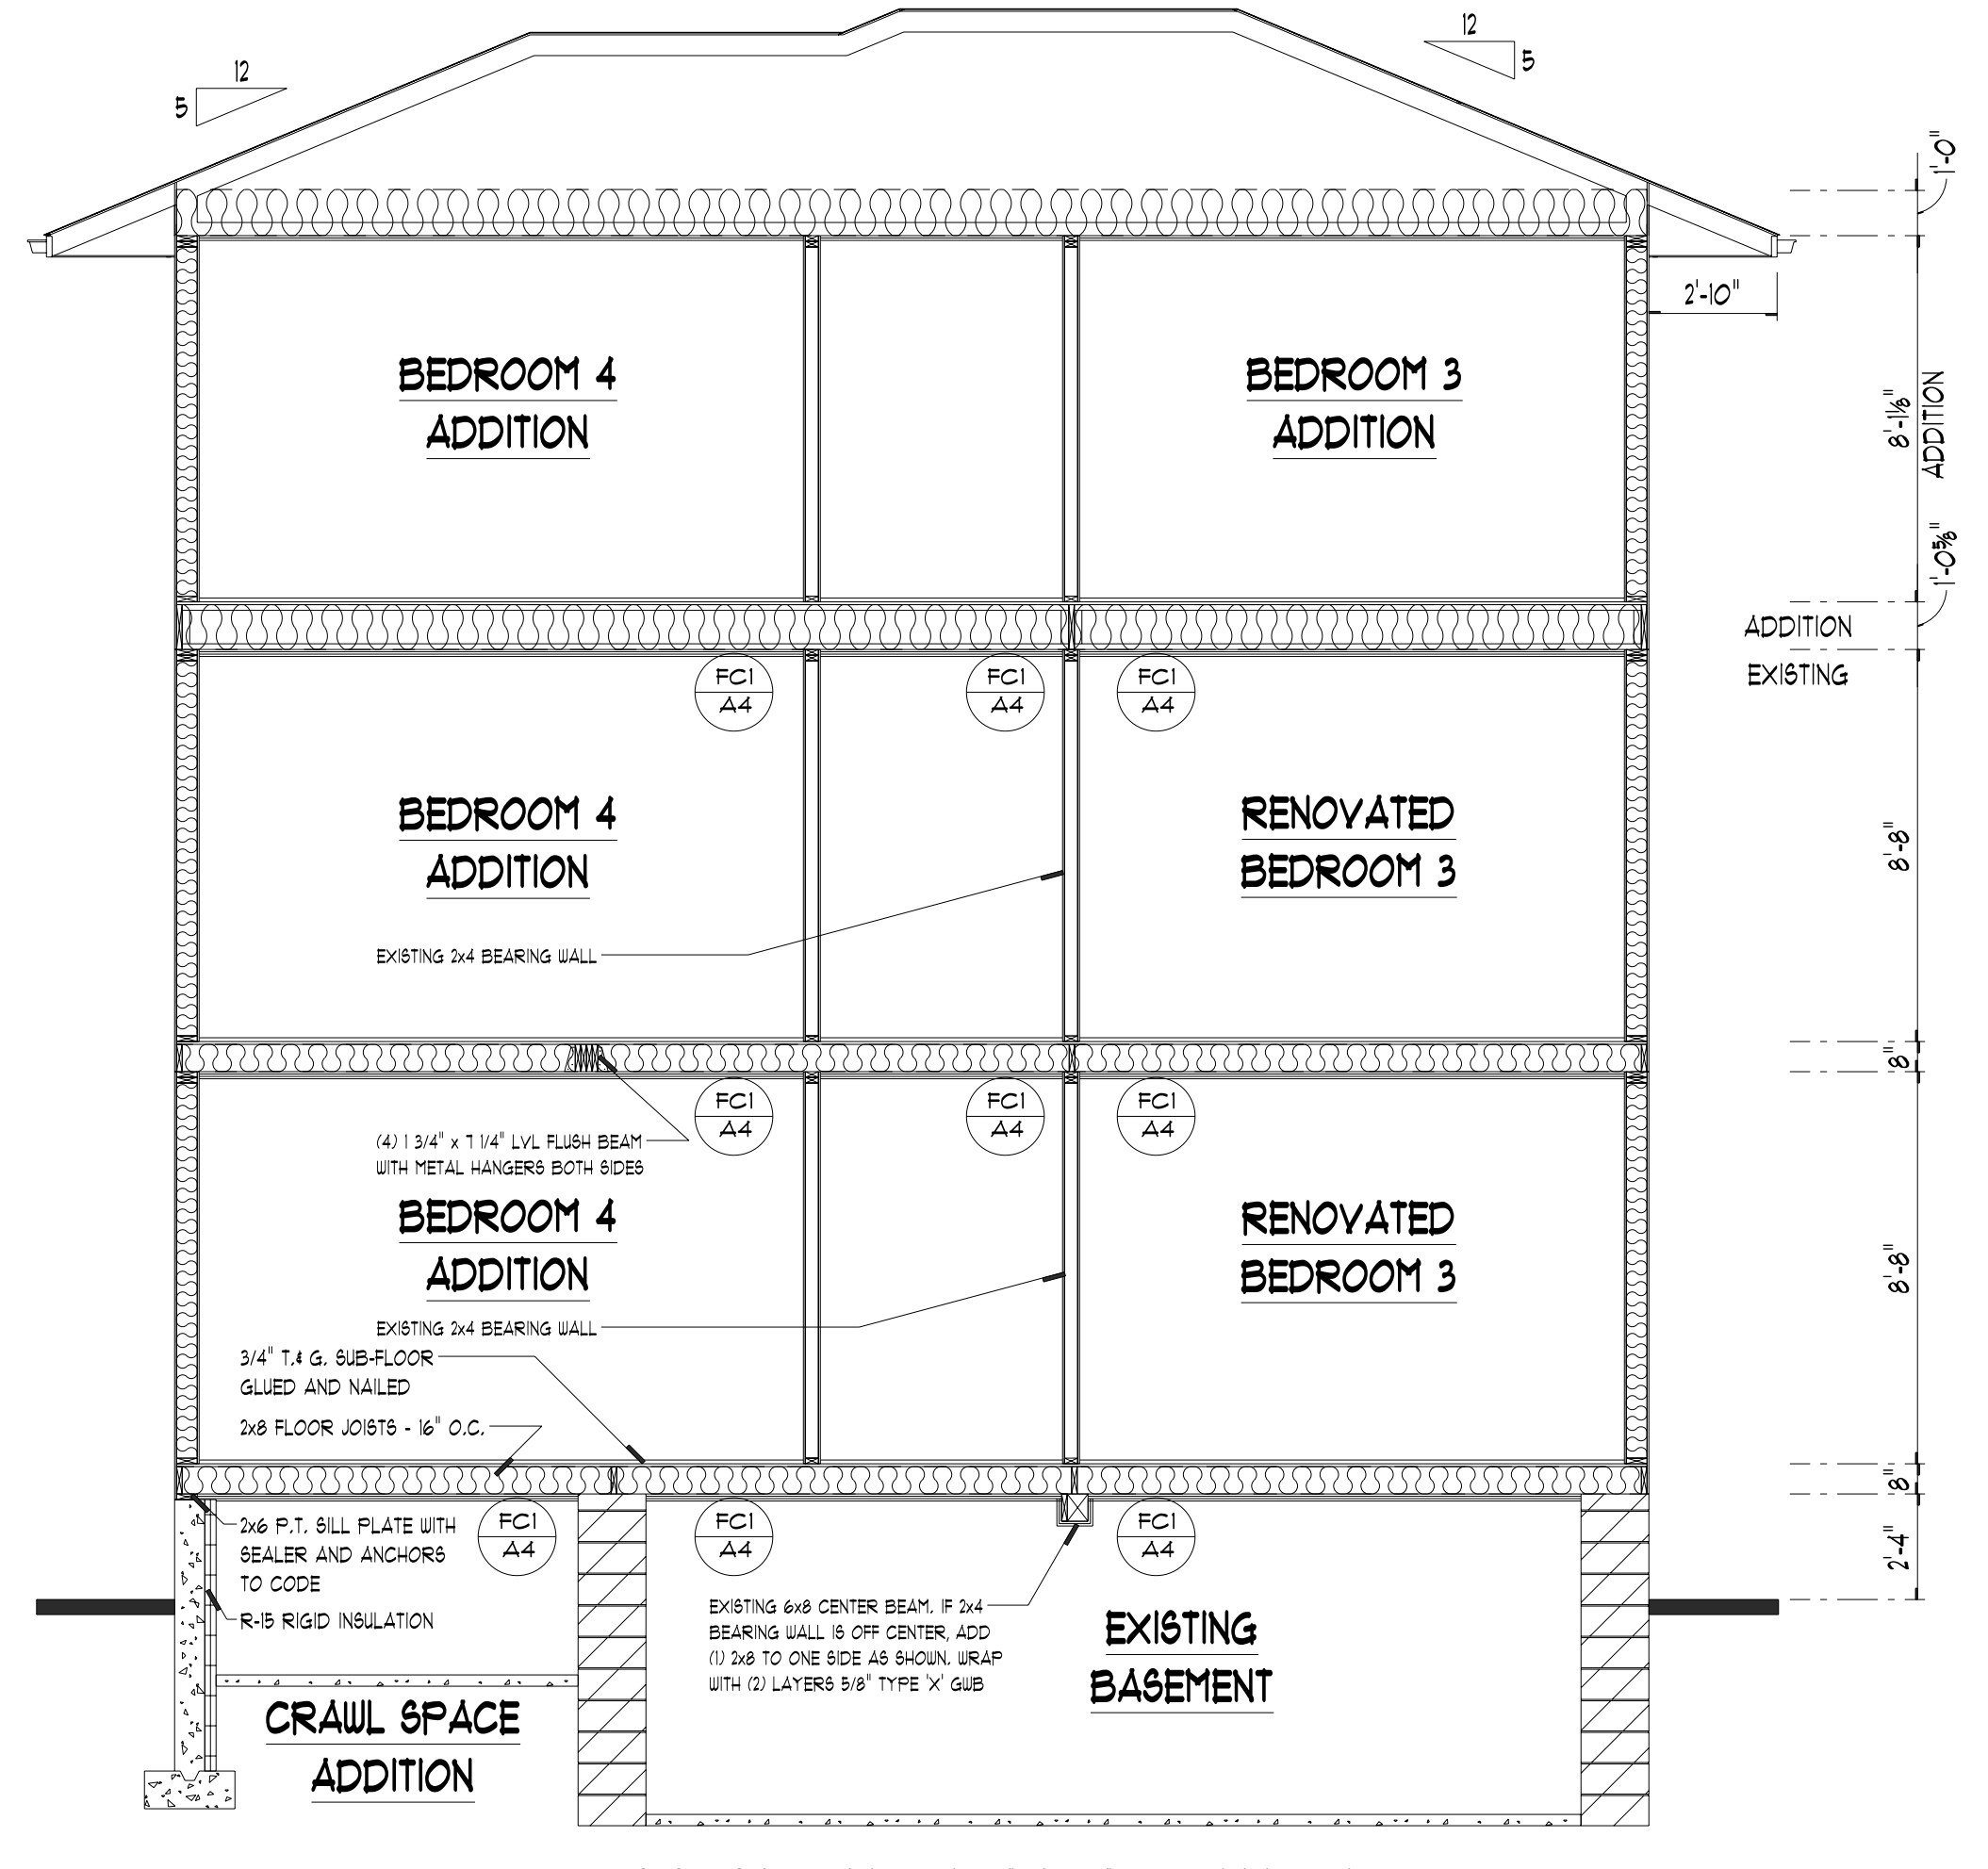 12
5
12
5
1'-0"
2'-10"
BEDROOM 4
ADDITION
BEDROOM 3
ADDITION
8'-1⅛"
ADDITION
1'-0⅝"
ADDITION
EXISTING
FC1
A4
FC1
A4
FC1
A4
BEDROOM 4
ADDITION
RENOVATED
BEDROOM 3
8'-8"
EXISTING 2x4 BEARING WALL
8"
FC1
A4
FC1
A4
FC1
A4
(4) 1 3/4" x 7 1/4" LVL FLUSH BEAM
WITH METAL HANGERS BOTH SIDES
BEDROOM 4
ADDITION
RENOVATED
BEDROOM 3
8'-8"
EXISTING 2x4 BEARING WALL
3/4" T.& G. SUB-FLOOR
GLUED AND NAILED
2x8 FLOOR JOISTS - 16" O.C.
8"
2'-4"
FC1
A4
FC1
A4
FC1
A4
2x6 P.T. SILL PLATE WITH
SEALER AND ANCHORS
TO CODE
R-15 RIGID INSULATION
EXISTING 6x8 CENTER BEAM. IF 2x4
BEARING WALL IS OFF CENTER, ADD
(1) 2x8 TO ONE SIDE AS SHOWN. WRAP
WITH (2) LAYERS 5/8" TYPE 'X' GWB
EXISTING
BASEMENT
CRAWL SPACE
ADDITION